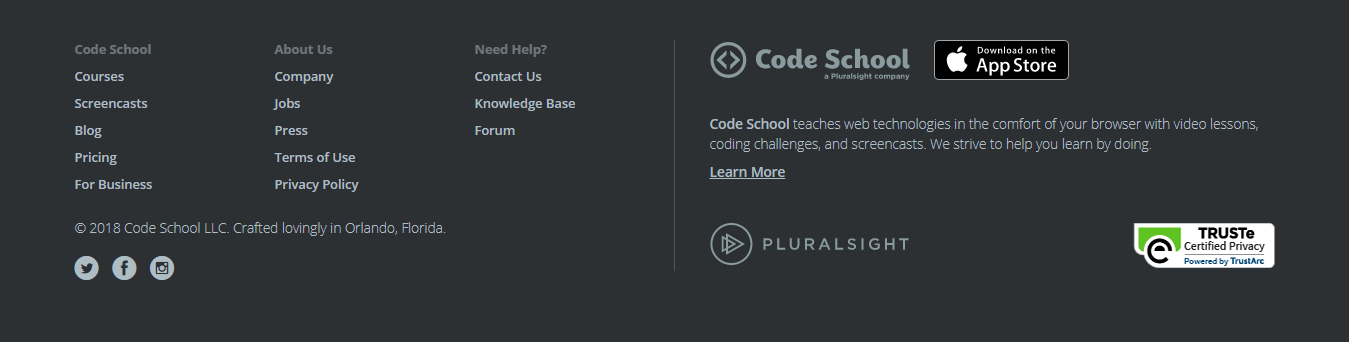 Code School
Courses
Screencasts
Blog
Pricing
For Business
About Us
Company
Jobs
Press
Terms of Use
Privacy Policy
Need Help?
Contact Us
Knowledge Base
Forum
© 2018 Code School LLC. Crafted lovingly in Orlando, Florida.
Code School
a Pluralsight company
Download on the
App Store
Code School teaches web technologies in the comfort of your browser with video lessons,
coding challenges, and screencasts. We strive to help you learn by doing.
Learn More
PLURALSIGHT
TRUSTe
Certified Privacy
Powered by TrustArc